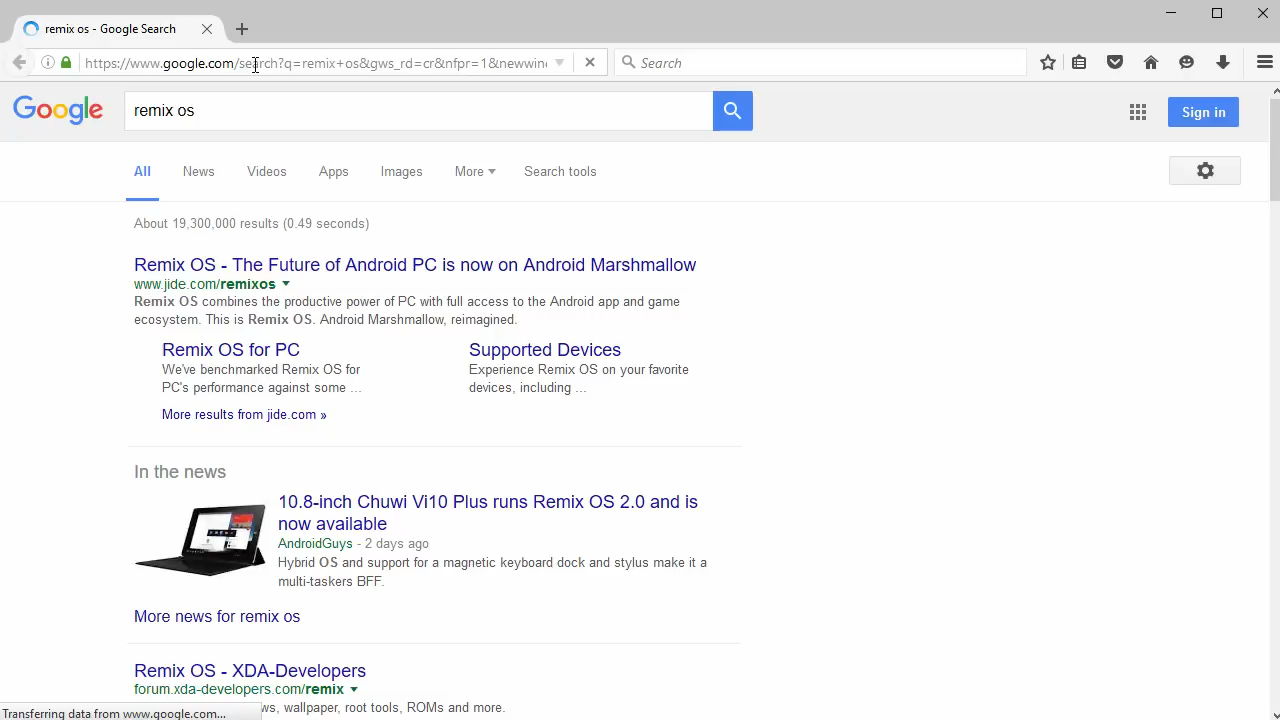 remix os - Google Search
https://www.google.com/search?q=remix+os&gws_rd=cr&nfpr=1&newwin
Search
Google
remix os
Sign in
All News Videos Apps Images More Search tools
About 19,300,000 results (0.49 seconds)
Remix OS - The Future of Android PC is now on Android Marshmallow
www.jide.com/remixos
Remix OS combines the productive power of PC with full access to the Android app and game
ecosystem. This is Remix OS. Android Marshmallow, reimagined.
Remix OS for PC
We've benchmarked Remix OS for
PC's performance against some ...
Supported Devices
Experience Remix OS on your favorite
devices, including ...
More results from jide.com »
In the news
10.8-inch Chuwi Vi10 Plus runs Remix OS 2.0 and is
now available
AndroidGuys - 2 days ago
Hybrid OS and support for a magnetic keyboard dock and stylus make it a
multi-taskers BFF.
More news for remix os
Remix OS - XDA-Developers
forum.xda-developers.com/remix
ws, wallpaper, root tools, ROMs and more.
Transferring data from www.google.com...